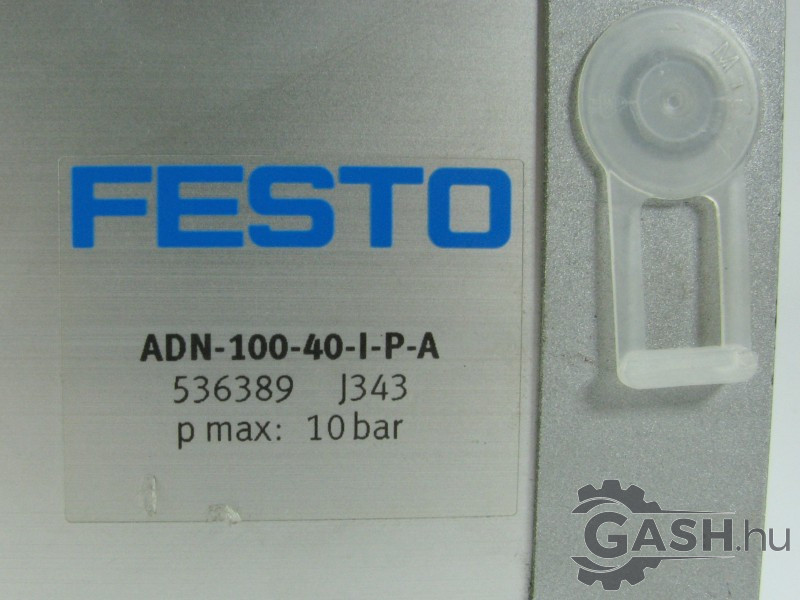 FESTO
ADN-100-40-I-P-A
536389 J343
p max: 10 bar
GASH.hu